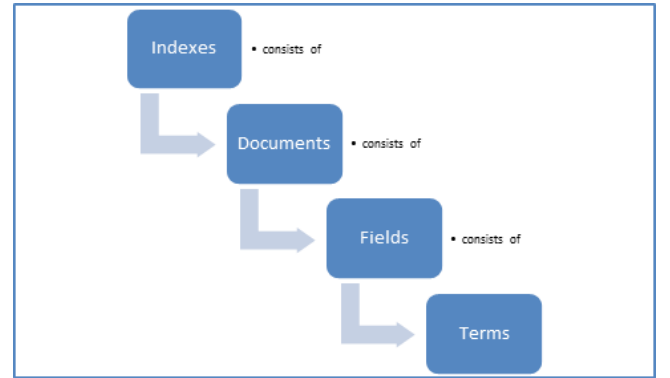 Indexes
• consists of
Documents
• consists of
Fields
• consists of
Terms